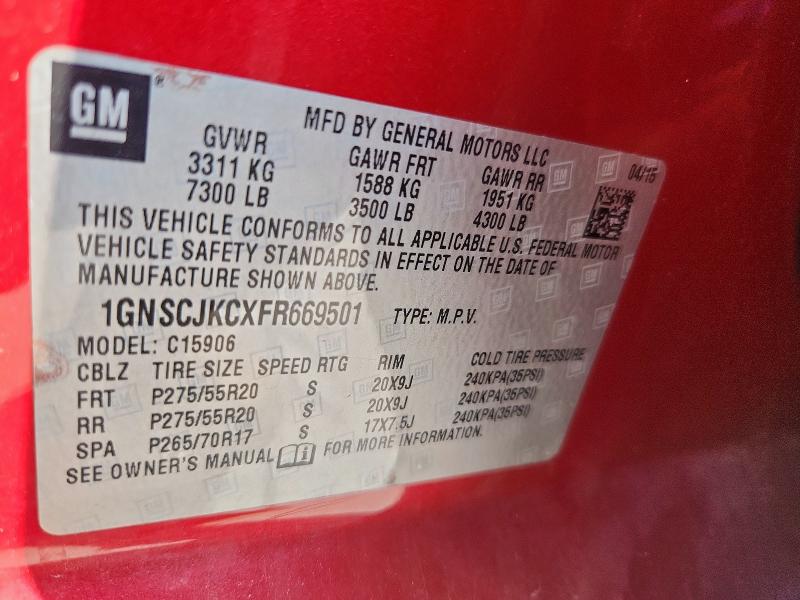 GM
MFD BY GENERAL MOTORS LLC
GVWR GAWR FRT GAWR RR 04/15
3311 KG 1588 KG 1951 KG
7300 LB 3500 LB 4300 LB
THIS VEHICLE CONFORMS TO ALL APPLICABLE U.S. FEDERAL MOTOR
VEHICLE SAFETY STANDARDS IN EFFECT ON THE DATE OF
MANUFACTURE SHOWN ABOVE.
1GNSCJKCXFR669501 TYPE: M.P.V.
MODEL: C15906
CBLZ TIRE SIZE SPEED RTG RIM COLD TIRE PRESSURE
FRT P275/55R20 S 20X9J 240KPA(35PSI)
RR P275/55R20 S 20X9J 240KPA(35PSI)
SPA P265/70R17 S 17X7.5J 240KPA(35PSI)
SEE OWNER'S MANUAL FOR MORE INFORMATION.